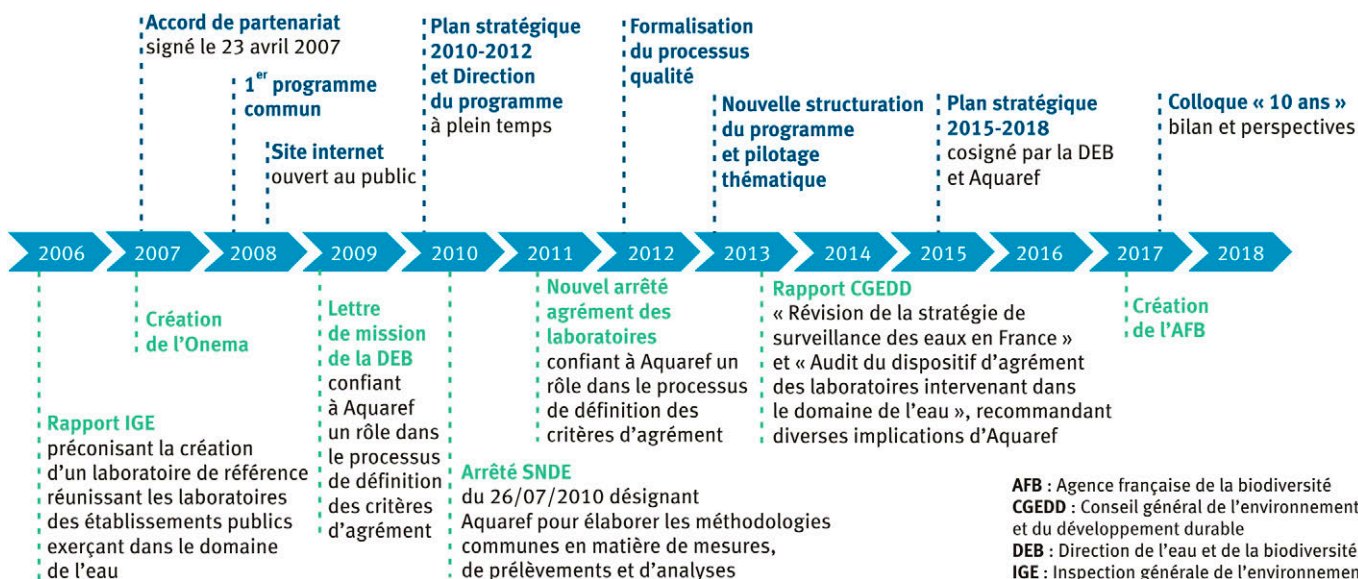 Accord de partenariat
signé le 23 avril 2007
1er programme
commun
Site internet
ouvert au public
Plan stratégique
2010-2012
et Direction
du programme
à plein temps
Formalisation
du processus
qualité
Nouvelle structuration
du programme
et pilotage
thématique
Plan stratégique
2015-2018
cosigné par la DEB
et Aquaref
Colloque « 10 ans »
bilan et perspectives
2006 2007 2008 2009 2010 2011 2012 2013 2014 2015 2016 2017 2018
Rapport IGE
préconisant la création
d’un laboratoire de référence
réunissant les laboratoires
des établissements publics
exerçant dans le domaine
de l’eau
Création
de l’Onema
Lettre
de mission
de la DEB
confiant
à Aquaref
un rôle dans
le processus
de définition
des critères
d’agrément
Arrêté SNDE
du 26/07/2010 désignant
Aquaref pour élaborer les méthodologies
communes en matière de mesures,
de prélèvements et d’analyses
Nouvel arrêté
agrément des
laboratoires
confiant à Aquaref un
rôle dans le processus
de définition des
critères d’agrément
Rapport CGEDD
« Révision de la stratégie de
surveillance des eaux en France »
et « Audit du dispositif d’agrément
des laboratoires intervenant dans
le domaine de l’eau », recommandant
diverses implications d’Aquaref
Création
de l’AFB
AFB : Agence française de la biodiversité
CGEDD : Conseil général de l’environnement
et du développement durable
DEB : Direction de l’eau et de la biodiversité
IGE : Inspection générale de l’environnement